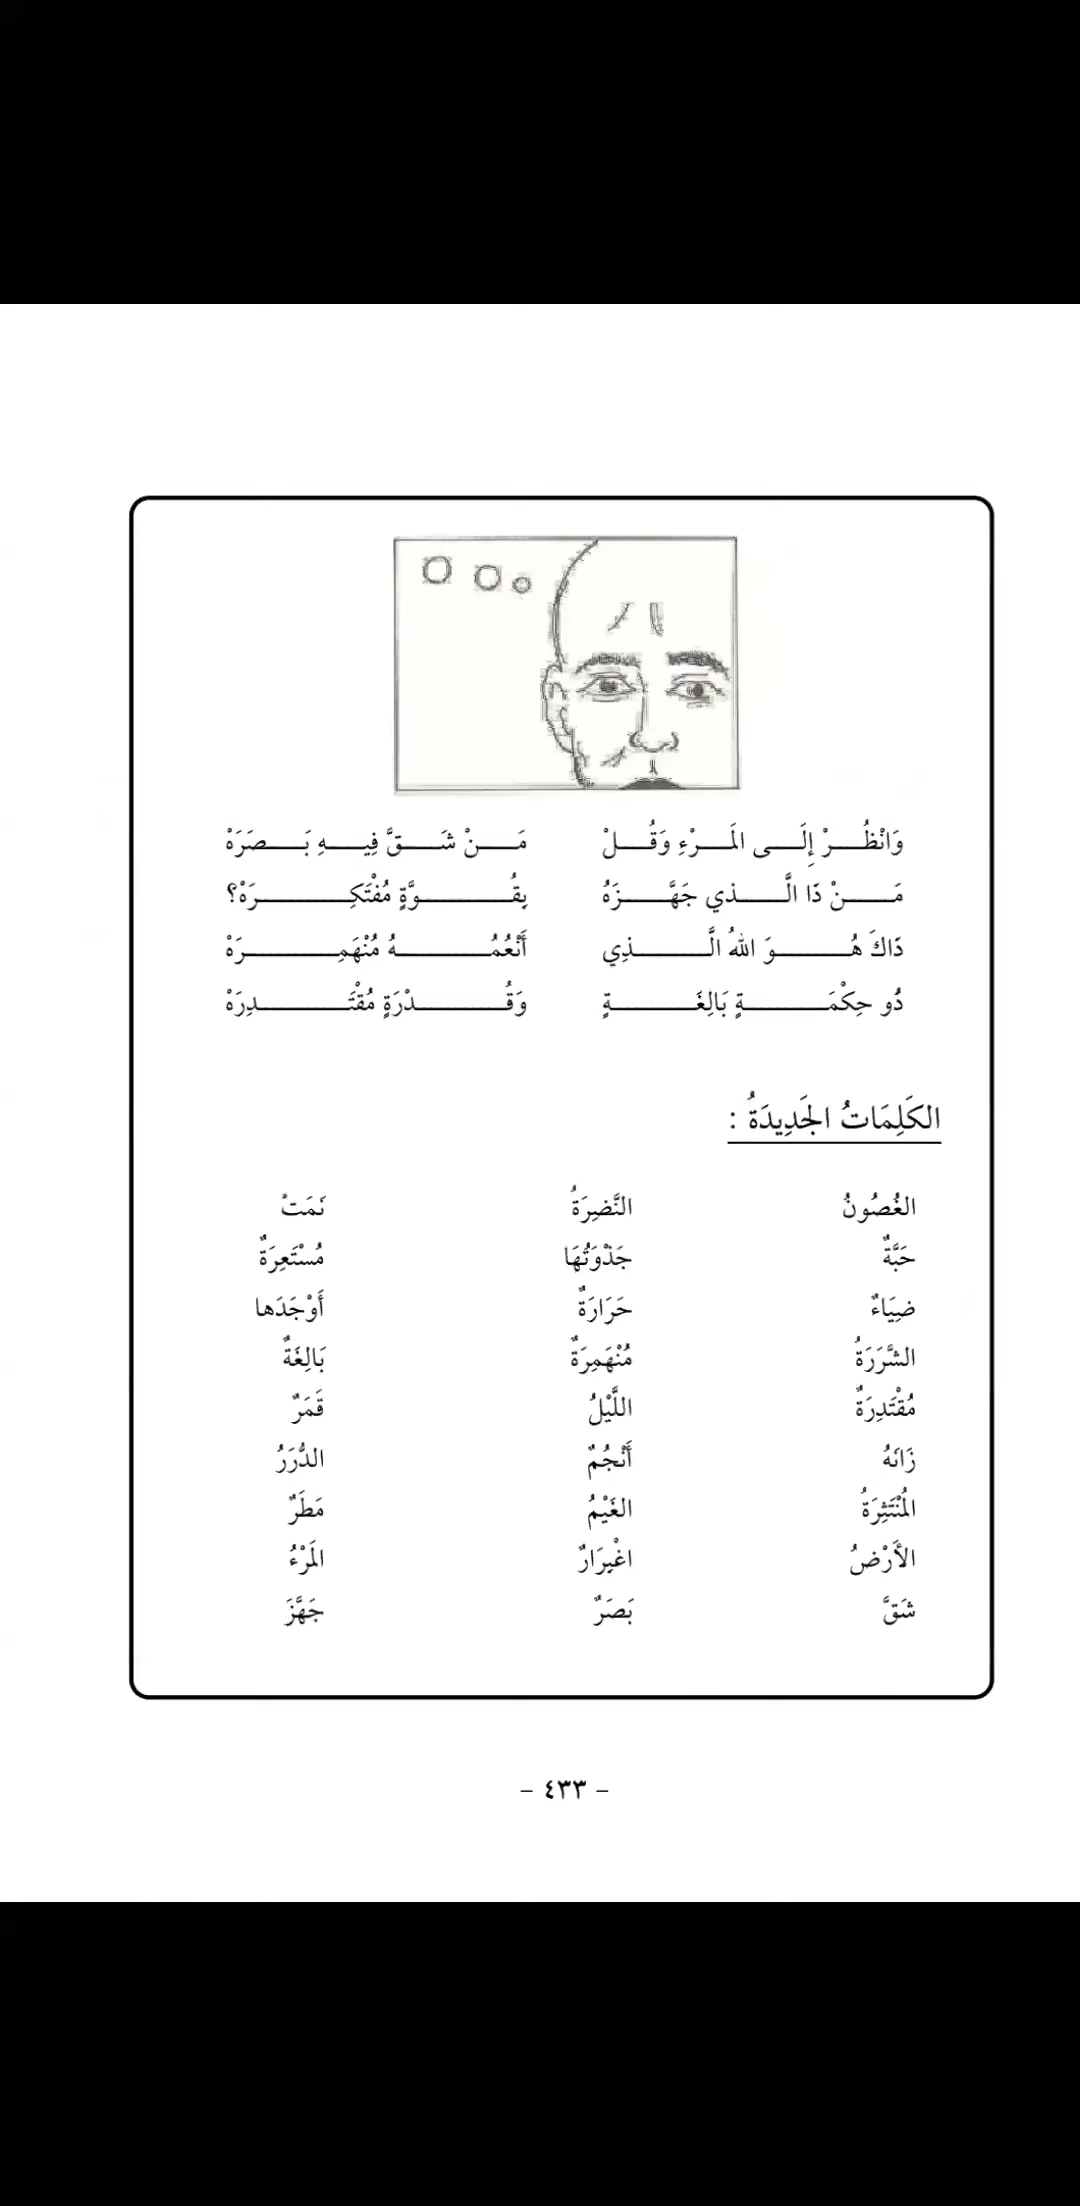 وَانْظُرْ إِلَى المَرْءِ وَقُلْ مَنْ شَقَّ فِيهِ بَصَرَهْ
مَنْ ذَا الَّذي جَهَّزَهُ بِقُوَّةٍ مُفْتَكِرَهْ؟
ذَاكَ هُوَ اللهُ الَّذِي أَنْعُمُهُ مُنْهَمِرَهْ
ذُو حِكْمَةٍ بَالِغَةٍ وَقُدْرَةٍ مُقْتَدِرَهْ
الكَلِمَاتُ الجَدِيدَةُ :
الغُصُونُ النَّضِرَةُ نَمَتْ
حَبَّةٌ جَذْوَتُهَا مُسْتَعِرَةٌ
ضِيَاءٌ حَرَارَةٌ أَوْجَدَها
الشَّرَرَةُ مُنْهَمِرَةٌ بَالِغَةٌ
مُقْتَدِرَةٌ اللَّيْلُ قَمَرٌ
زَانَهُ أَنْجُمٌ الدُّرَرُ
المُنْتَثِرَةُ الغَيْمُ مَطَرٌ
الأَرْضُ اغْبِرَارٌ المَرْءُ
شَقَّ بَصَرٌ جَهَّزَ
- ٤٣٣ -